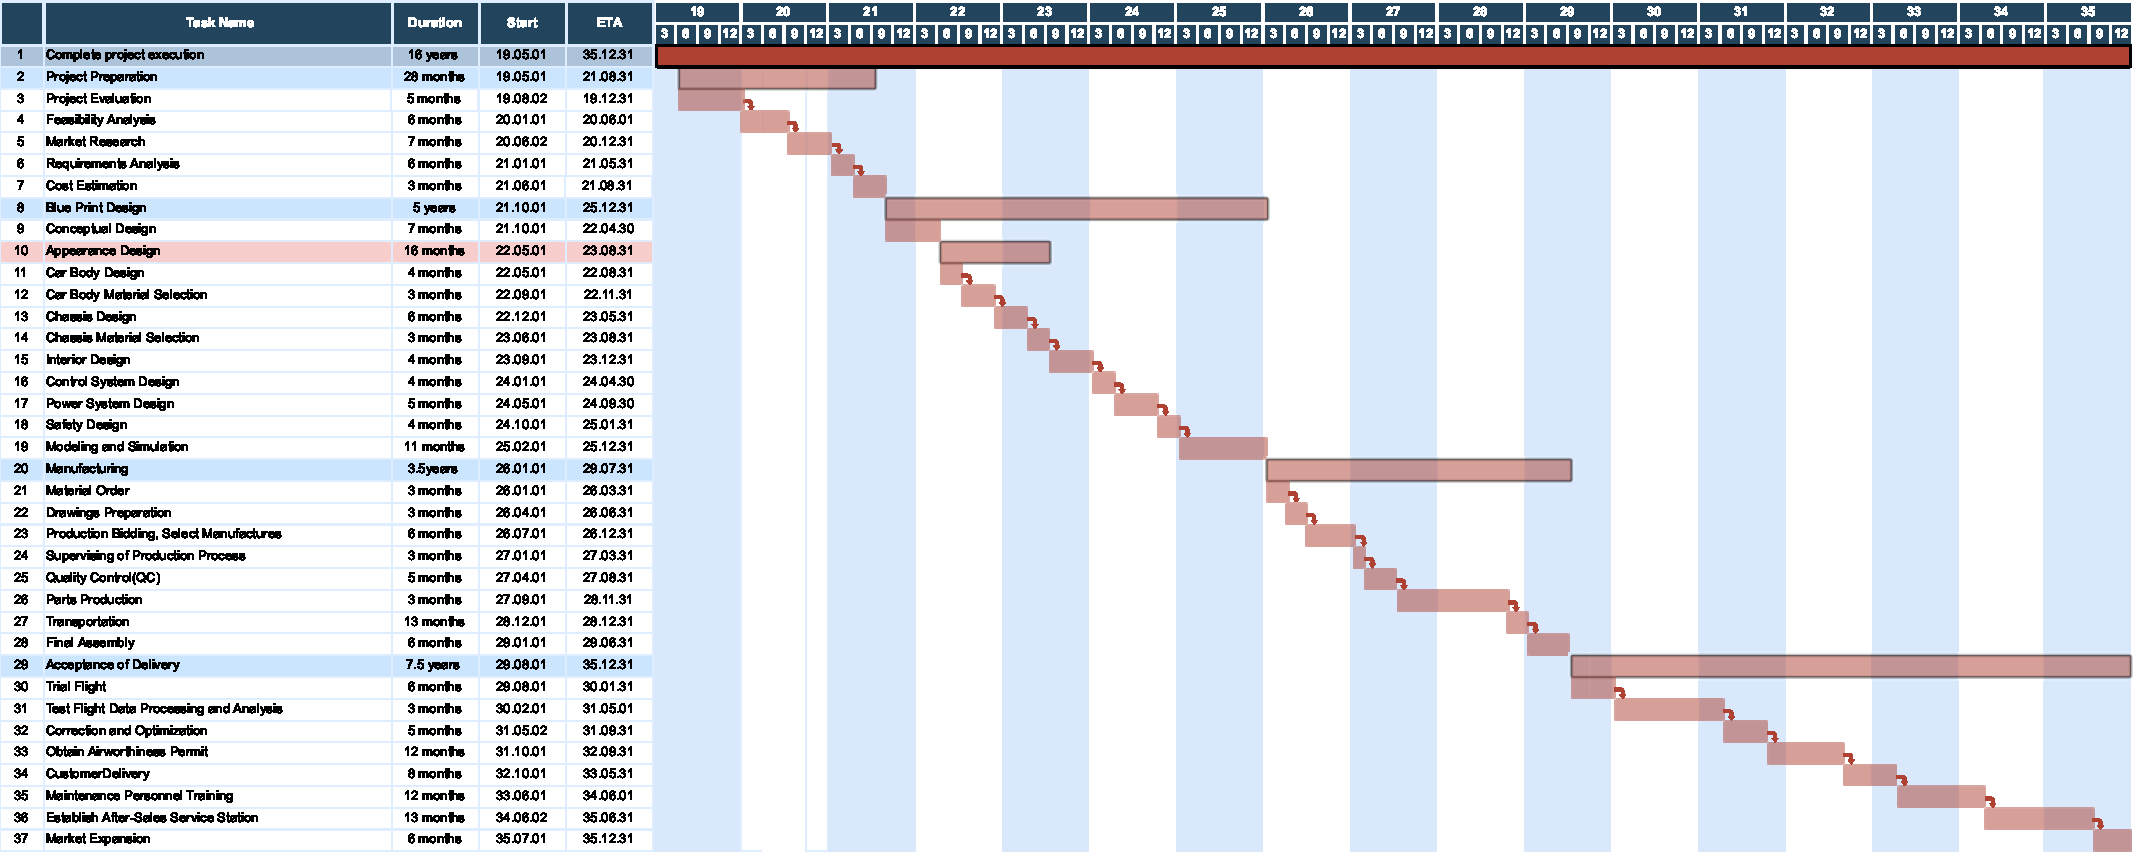 Task Name Duration Start ETA 19 20 21 22 23 24 25 26 27 28 29 30 31 32 33 34 35
3 6 9 12 3 6 9 12 3 6 9 12 3 6 9 12 3 6 9 12 3 6 9 12 3 6 9 12 3 6 9 12 3 6 9 12 3 6 9 12 3 6 9 12 3 6 9 12 3 6 9 12 3 6 9 12 3 6 9 12 3 6 9 12 3 6 9 12
1 Complete project execution 16 years 19.05.01 35.12.31
2 Project Preparation 28 months 19.05.01 21.08.31
3 Project Evaluation 5 months 19.08.02 19.12.31
4 Feasibility Analysis 6 months 20.01.01 20.06.01
5 Market Research 7 months 20.06.02 20.12.31
6 Requirements Analysis 6 months 21.01.01 21.05.31
7 Cost Estimation 3 months 21.06.01 21.08.31
8 Blue Print Design 5 years 21.10.01 25.12.31
9 Conceptual Design 7 months 21.10.01 22.04.30
10 Appearance Design 16 months 22.05.01 23.08.31
11 Car Body Design 4 months 22.05.01 22.08.31
12 Car Body Material Selection 3 months 22.09.01 22.11.31
13 Chassis Design 6 months 22.12.01 23.05.31
14 Chassis Material Selection 3 months 23.06.01 23.08.31
15 Interior Design 4 months 23.09.01 23.12.31
16 Control System Design 4 months 24.01.01 24.04.30
17 Power System Design 5 months 24.05.01 24.09.30
18 Safety Design 4 months 24.10.01 25.01.31
19 Modeling and Simulation 11 months 25.02.01 25.12.31
20 Manufacturing 3.5years 26.01.01 29.07.31
21 Material Order 3 months 26.01.01 26.03.31
22 Drawings Preparation 3 months 26.04.01 26.06.31
23 Production Bidding, Select Manufactures 6 months 26.07.01 26.12.31
24 Supervising of Production Process 3 months 27.01.01 27.03.31
25 Quality Control(QC) 5 months 27.04.01 27.08.31
26 Parts Production 3 months 27.09.01 28.11.31
27 Transportation 13 months 28.12.01 28.12.31
28 Final Assembly 6 months 29.01.01 29.06.31
29 Acceptance of Delivery 7.5 years 29.08.01 35.12.31
30 Trial Flight 6 months 29.08.01 30.01.31
31 Test Flight Data Processing and Analysis 3 months 30.02.01 31.05.01
32 Correction and Optimization 5 months 31.05.02 31.09.31
33 Obtain Airworthiness Permit 12 months 31.10.01 32.09.31
34 CustomerDelivery 8 months 32.10.01 33.05.31
35 Maintenance Personnel Training 12 months 33.06.01 34.06.01
36 Establish After-Sales Service Station 13 months 34.06.02 35.06.31
37 Market Expansion 6 months 35.07.01 35.12.31